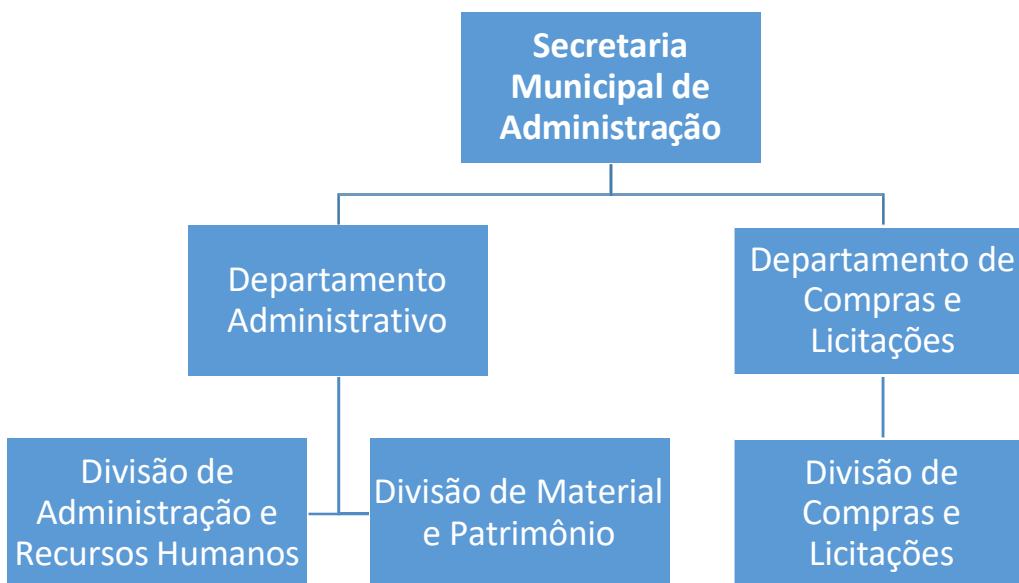 Secretaria
Municipal de
Administração
Departamento
Administrativo
Departamento de
Compras e
Licitações
Divisão de
Administração e
Recursos Humanos
Divisão de Material
e Patrimônio
Divisão de
Compras e
Licitações